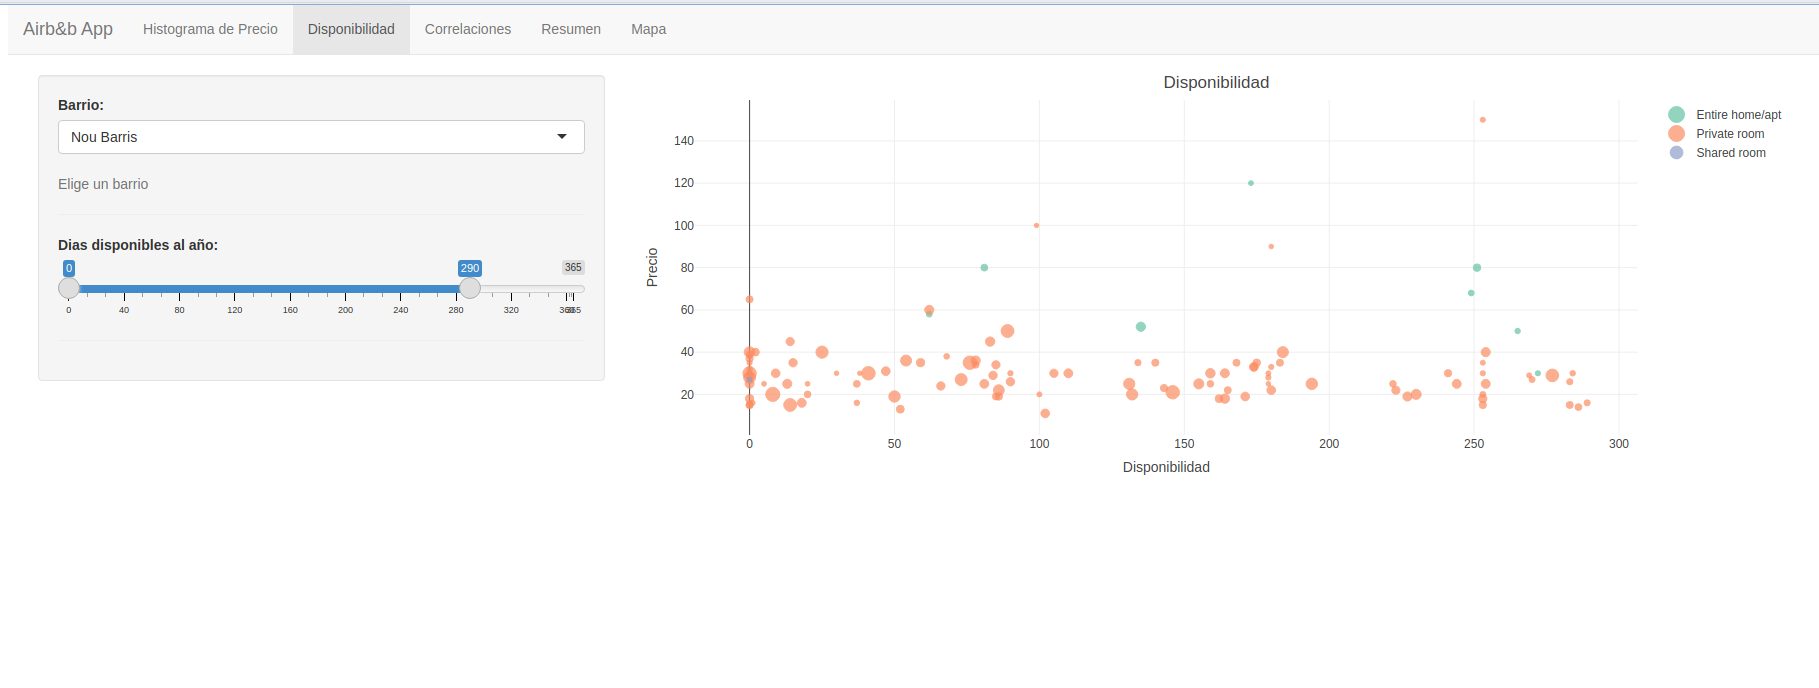 Airb&b App Histograma de Precio Disponibilidad Correlaciones Resumen Mapa
Barrio:
Nou Barris
Elige un barrio
Dias disponibles al año:
0 290 365
0 40 80 120 160 200 240 280 320 360 365
Disponibilidad
Precio
140
120
100
80
60
40
20
0 50 100 150 200 250 300
Disponibilidad
Entire home/apt
Private room
Shared room